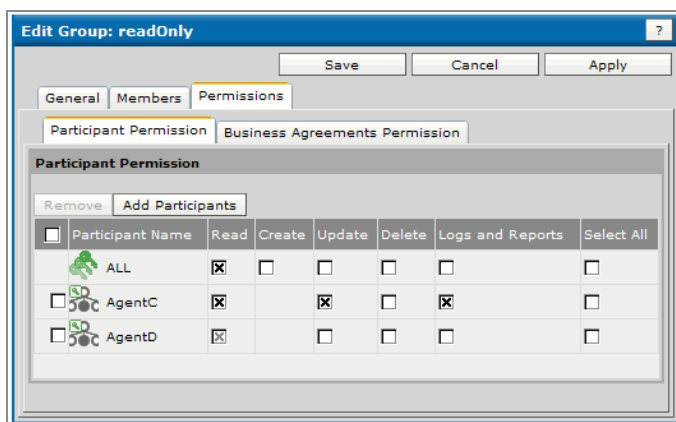 Edit Group: readOnly ?
Save Cancel Apply
General Members Permissions
Participant Permission Business Agreements Permission
Participant Permission
Remove Add Participants
Participant Name Read Create Update Delete Logs and Reports Select All
ALL
AgentC
AgentD